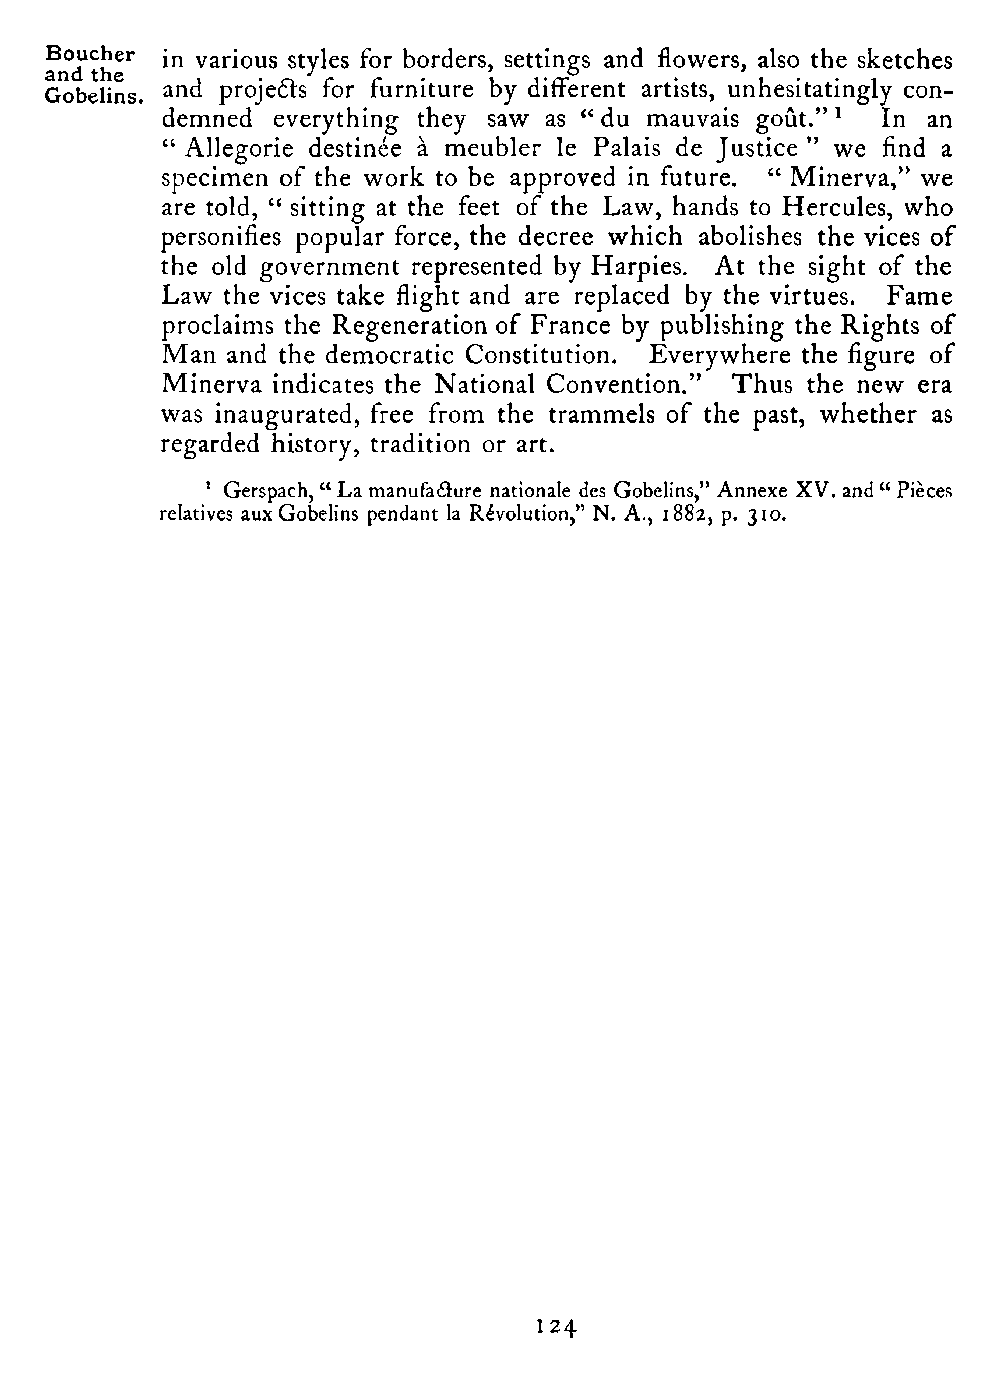 Boucher
and the
Gobelins.
in various styles for borders, settings and flowers, also the sketches
and projects for furniture by different artists, unhesitatingly con-
demned everything they saw as “ du mauvais goût.” ¹ In an
“ Allegorie destinée à meubler le Palais de Justice ” we find a
specimen of the work to be approved in future. “ Minerva,” we
are told, “ sitting at the feet of the Law, hands to Hercules, who
personifies popular force, the decree which abolishes the vices of
the old government represented by Harpies. At the sight of the
Law the vices take flight and are replaced by the virtues. Fame
proclaims the Regeneration of France by publishing the Rights of
Man and the democratic Constitution. Everywhere the figure of
Minerva indicates the National Convention.” Thus the new era
was inaugurated, free from the trammels of the past, whether as
regarded history, tradition or art.
¹ Gerspach, “ La manufacture nationale des Gobelins,” Annexe XV. and “ Pièces
relatives aux Gobelins pendant la Révolution,” N. A., 1882, p. 310.
124